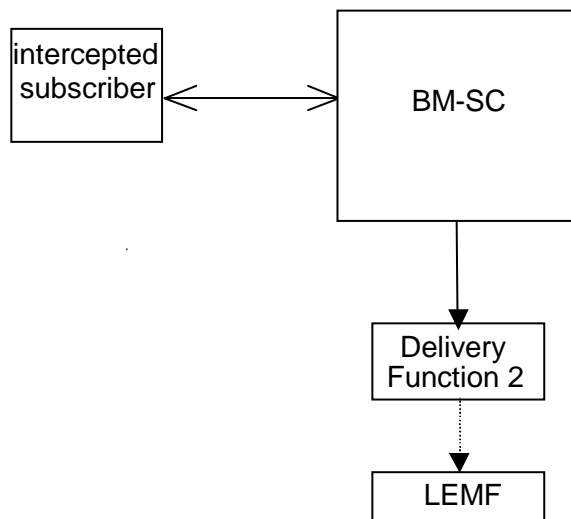 intercepted
subscriber
BM-SC
Delivery
Function 2
LEMF